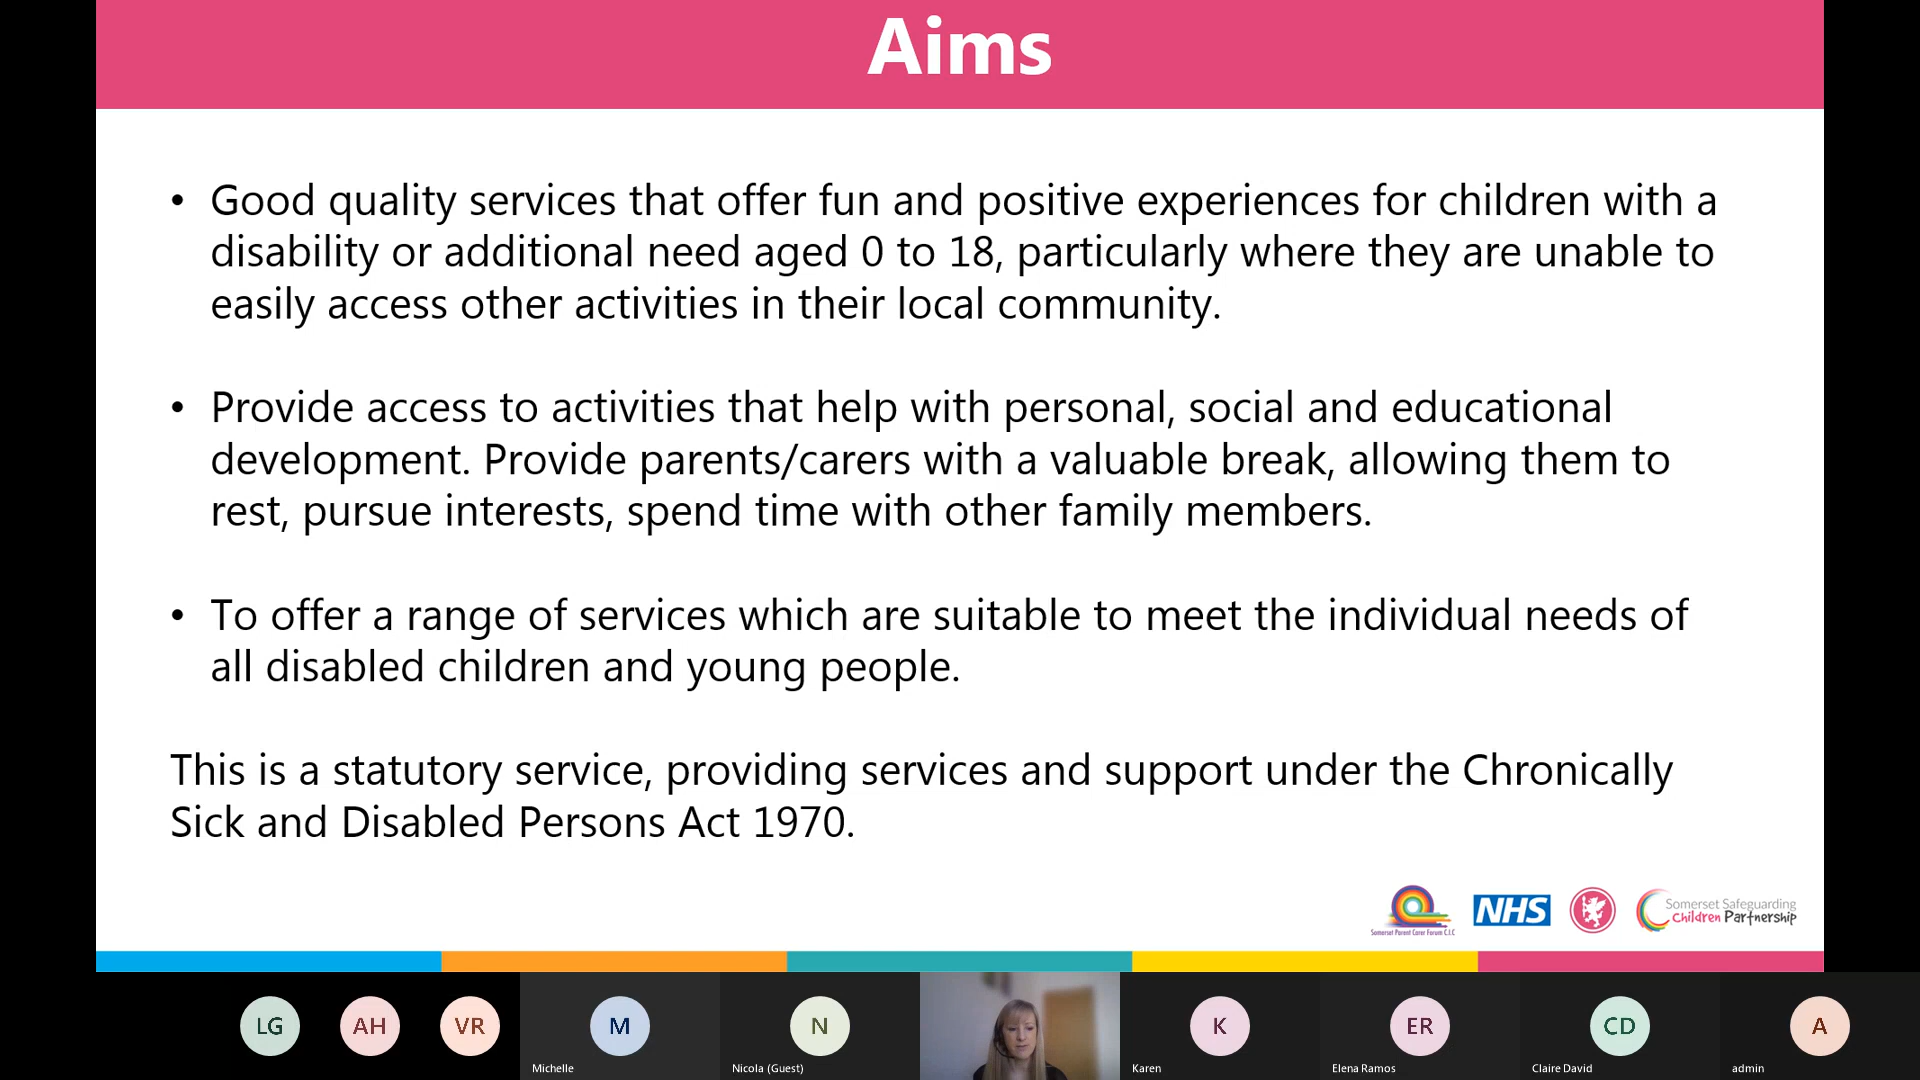 Aims
• Good quality services that offer fun and positive experiences for children with a
disability or additional need aged 0 to 18, particularly where they are unable to
easily access other activities in their local community.
• Provide access to activities that help with personal, social and educational
development. Provide parents/carers with a valuable break, allowing them to
rest, pursue interests, spend time with other family members.
• To offer a range of services which are suitable to meet the individual needs of
all disabled children and young people.
This is a statutory service, providing services and support under the Chronically
Sick and Disabled Persons Act 1970.
Somerset Parent Carer Forum C.I.C
NHS
Somerset Safeguarding
Children Partnership
LG
AH
VR
M
Michelle
N
Nicola (Guest)
K
Karen
ER
Elena Ramos
CD
Claire David
A
admin